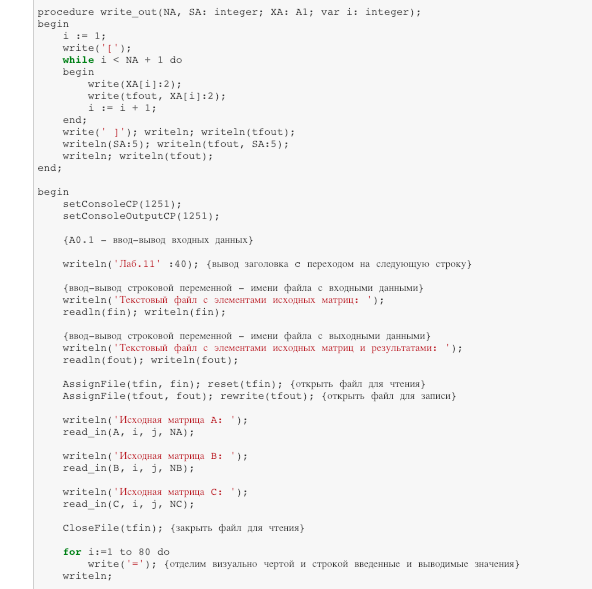 procedure write_out(NA, SA: integer; XA: A1; var i: integer);
begin
    i := 1;
    write('[');
    while i < NA + 1 do
    begin
        write(XA[i]:2);
        write(tfout, XA[i]:2);
        i := i + 1;
    end;
    write(' ]'); writeln; writeln(tfout);
    writeln(SA:5); writeln(tfout, SA:5);
    writeln; writeln(tfout);
end;

begin
    setConsoleCP(1251);
    setConsoleOutputCP(1251);

    {A0.1 – ввод-вывод входных данных}

    writeln('Лаб.11' :40); {вывод заголовка с переходом на следующую строку}

    {ввод-вывод строковой переменной – имени файла с входными данными}
    writeln('Текстовый файл с элементами исходных матриц: ');
    readln(fin); writeln(fin);

    {ввод-вывод строковой переменной – имени файла с выходными данными}
    writeln('Текстовый файл с элементами исходных матриц и результатами: ');
    readln(fout); writeln(fout);

    AssignFile(tfin, fin); reset(tfin); {открыть файл для чтения}
    AssignFile(tfout, fout); rewrite(tfout); {открыть файл для записи}

    writeln('Исходная матрица A: ');
    read_in(A, i, j, NA);

    writeln('Исходная матрица B: ');
    read_in(B, i, j, NB);

    writeln('Исходная матрица C: ');
    read_in(C, i, j, NC);

    CloseFile(tfin); {закрыть файл для чтения}

    for i:=1 to 80 do
        write('='); {отделим визуально чертой и строкой введенные и выводимые значения}
    writeln;